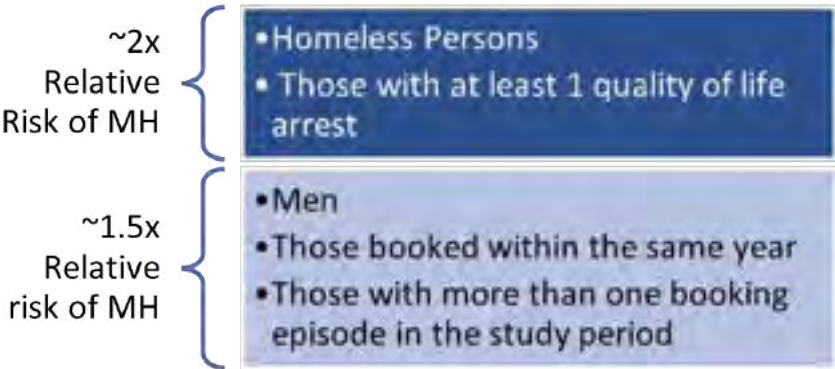 ~2x
Relative
Risk of MH
•Homeless Persons
• Those with at least 1 quality of life
arrest
~1.5x
Relative
risk of MH
•Men
•Those booked within the same year
•Those with more than one booking
episode in the study period